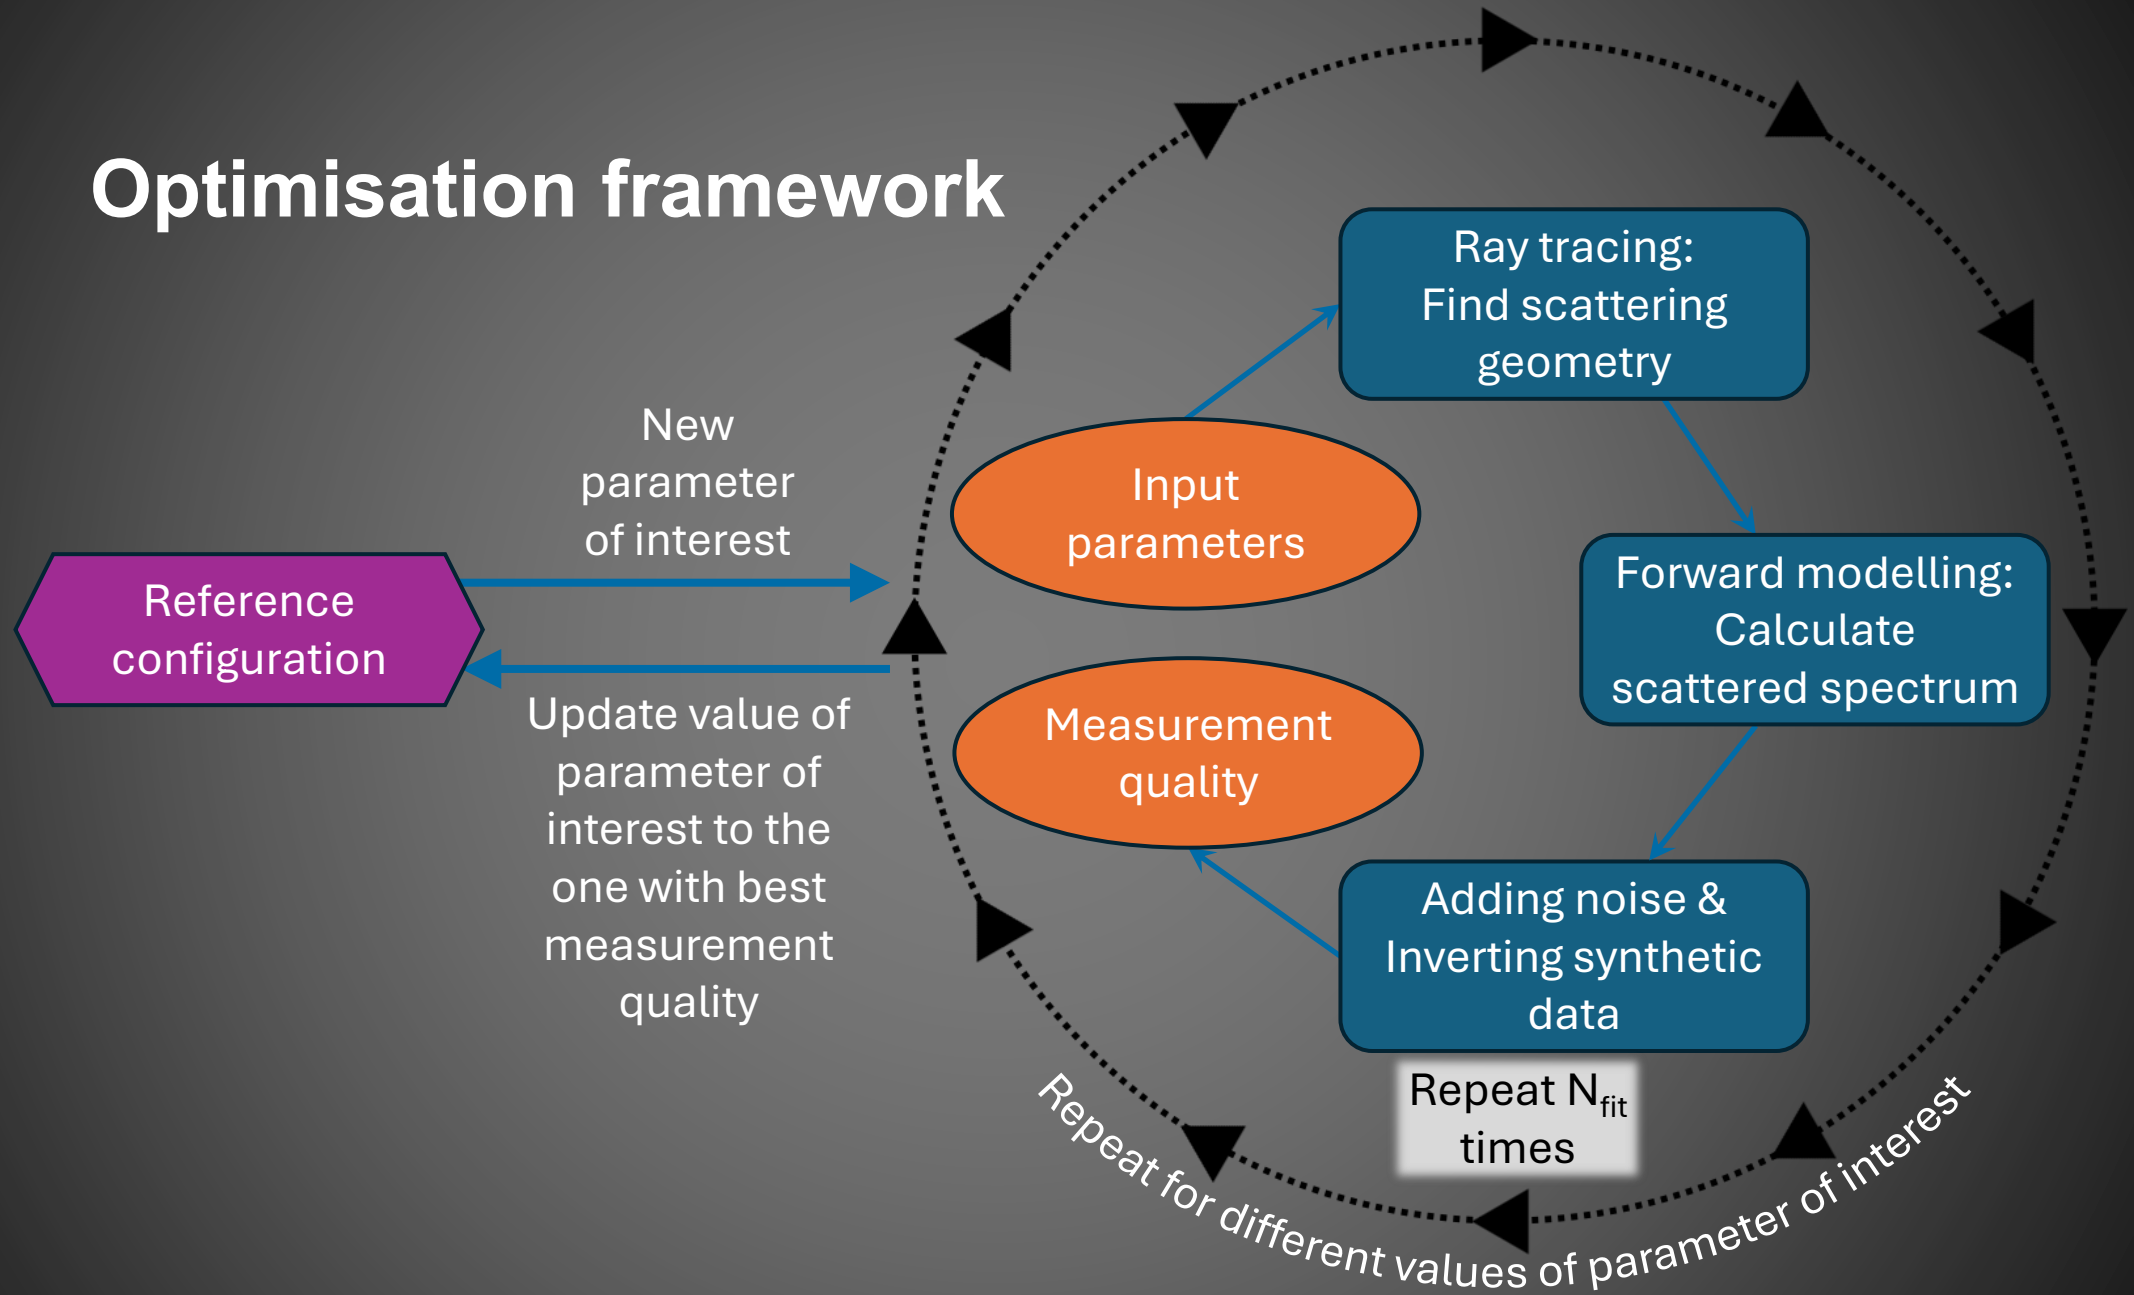 Optimisation framework
New
parameter
of interest
Reference
configuration
Update value of
parameter of
interest to the
one with best
measurement
quality
Input
parameters
Ray tracing:
Find scattering
geometry
Forward modelling:
Calculate
scattered spectrum
Adding noise &
Inverting synthetic
data
Repeat Nfit
times
Measurement
quality
Repeat for different values of parameter of interest